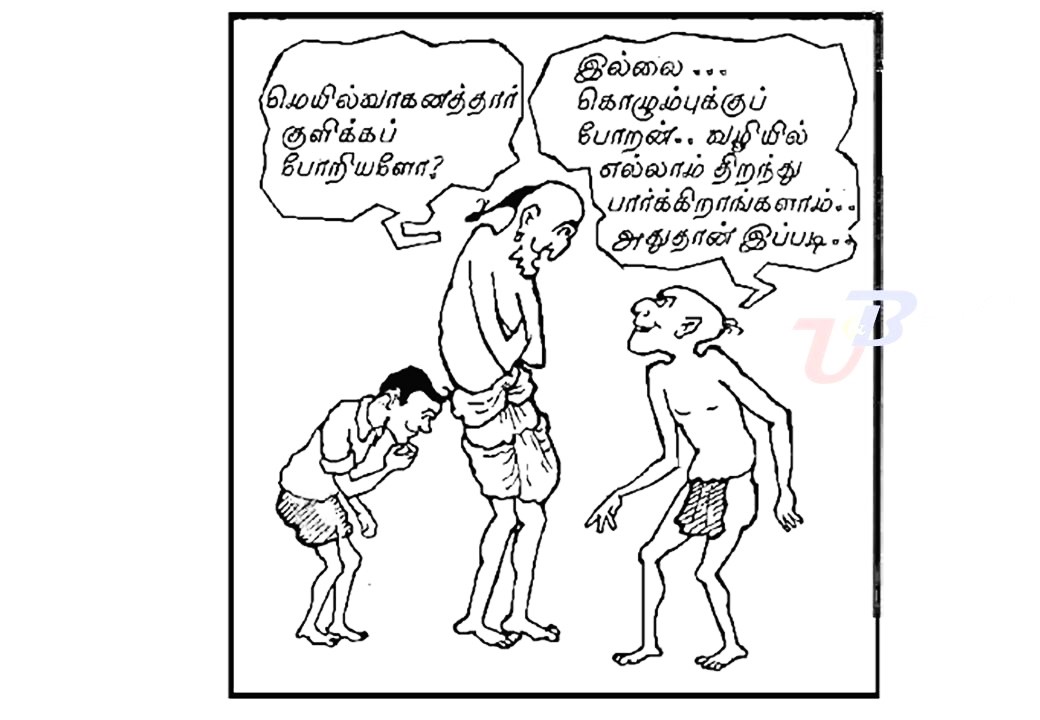 மெயில்வாகனத்தார்
குளிக்கப்
போறியளோ?
இல்லை ...
கொழும்புக்குப்
போறன்.. வழியில்
எல்லாம் திறந்து
பார்க்கிறாங்களாம்..
அதுதான் இப்படி..
U&B